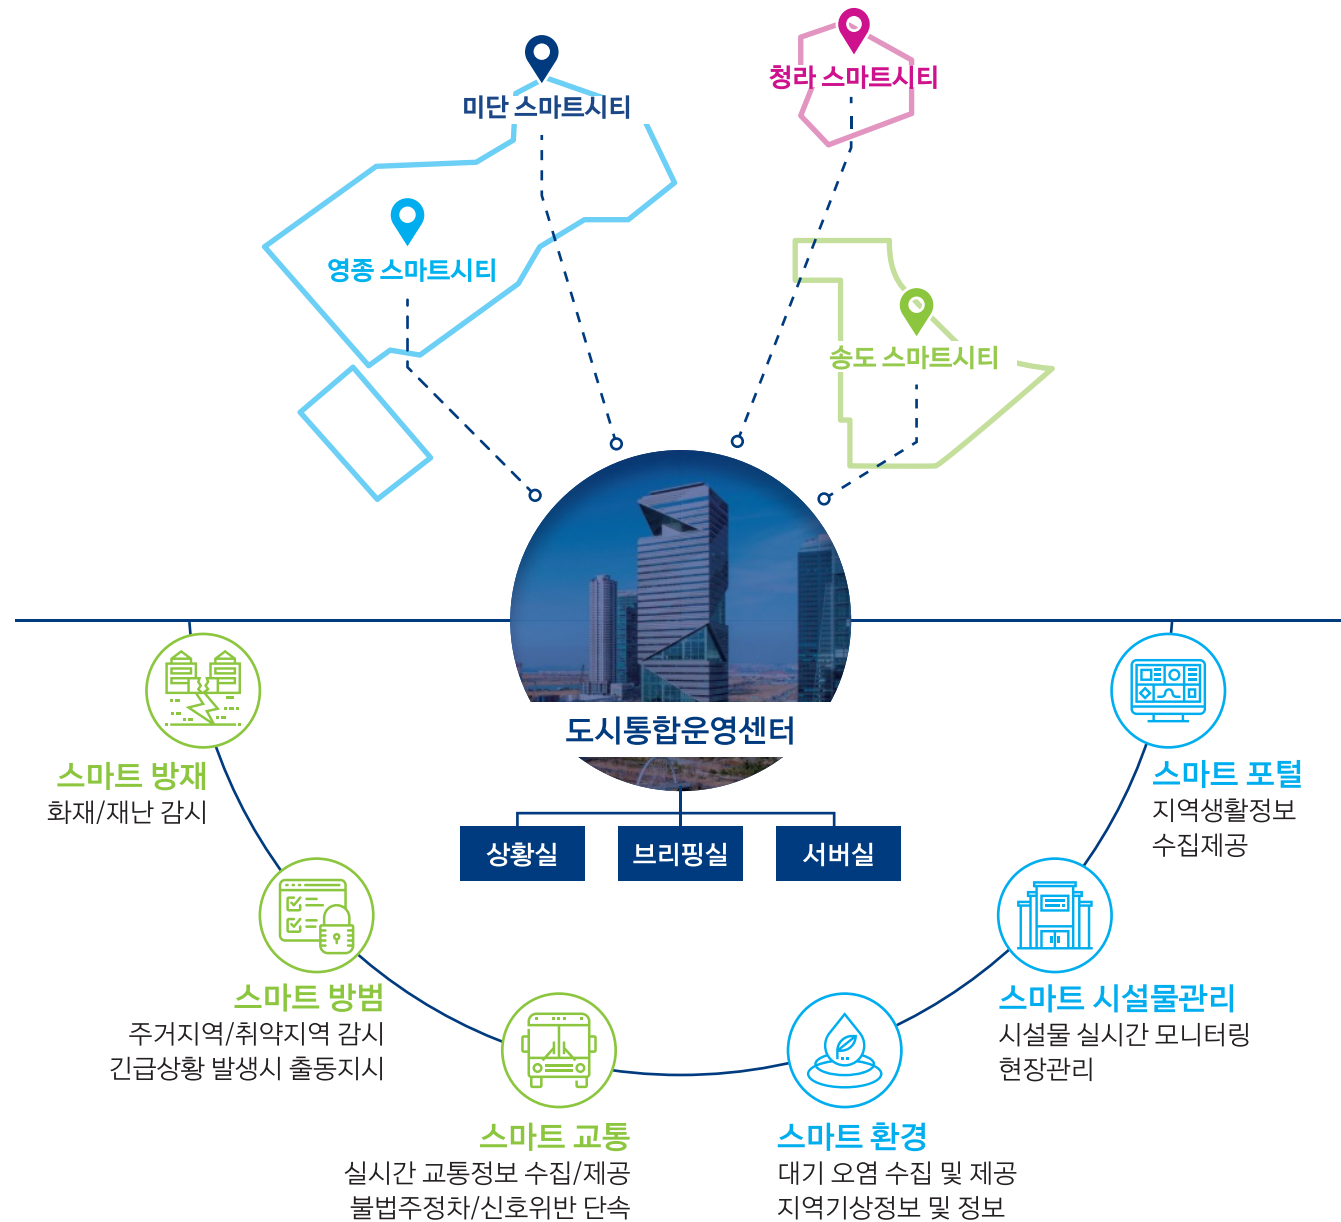 미단 스마트시티
청라 스마트시티
영종 스마트시티
송도 스마트시티
도시통합운영센터
상황실
브리핑실
서버실
스마트 방재
화재/재난 감시
스마트 방범
주거지역/취약지역 감시
긴급상황 발생시 출동지시
스마트 교통
실시간 교통정보 수집/제공
불법주정차/신호위반 단속
스마트 환경
대기 오염 수집 및 제공
지역기상정보 및 정보
스마트 시설물관리
시설물 실시간 모니터링
현장관리
스마트 포털
지역생활정보
수집제공